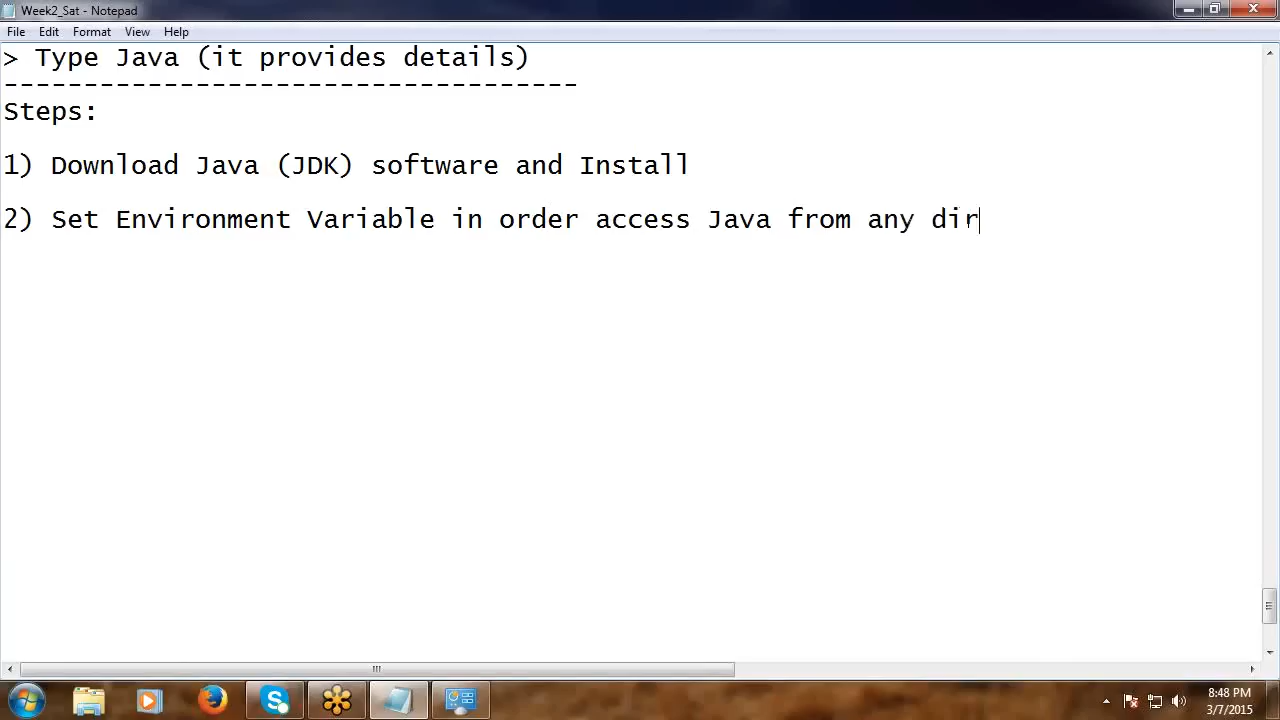 Week2_Sat - Notepad
File Edit Format View Help
> Type Java (it provides details)
------------------------------------
Steps:
1) Download Java (JDK) software and Install
2) Set Environment Variable in order access Java from any dir
8:48 PM
3/7/2015